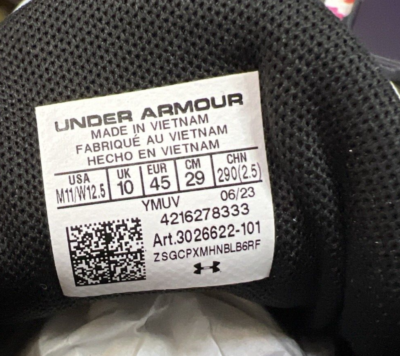 UNDER ARMOUR
MADE IN VIETNAM
FABRIQUÉ AU VIETNAM
HECHO EN VIETNAM
USA UK EUR CM CHN
M11/W12.5 10 45 29 290(2.5)
YMUV 06/23
4216278333
Art.3026622-101
ZSGCPXMHNBLB6RF